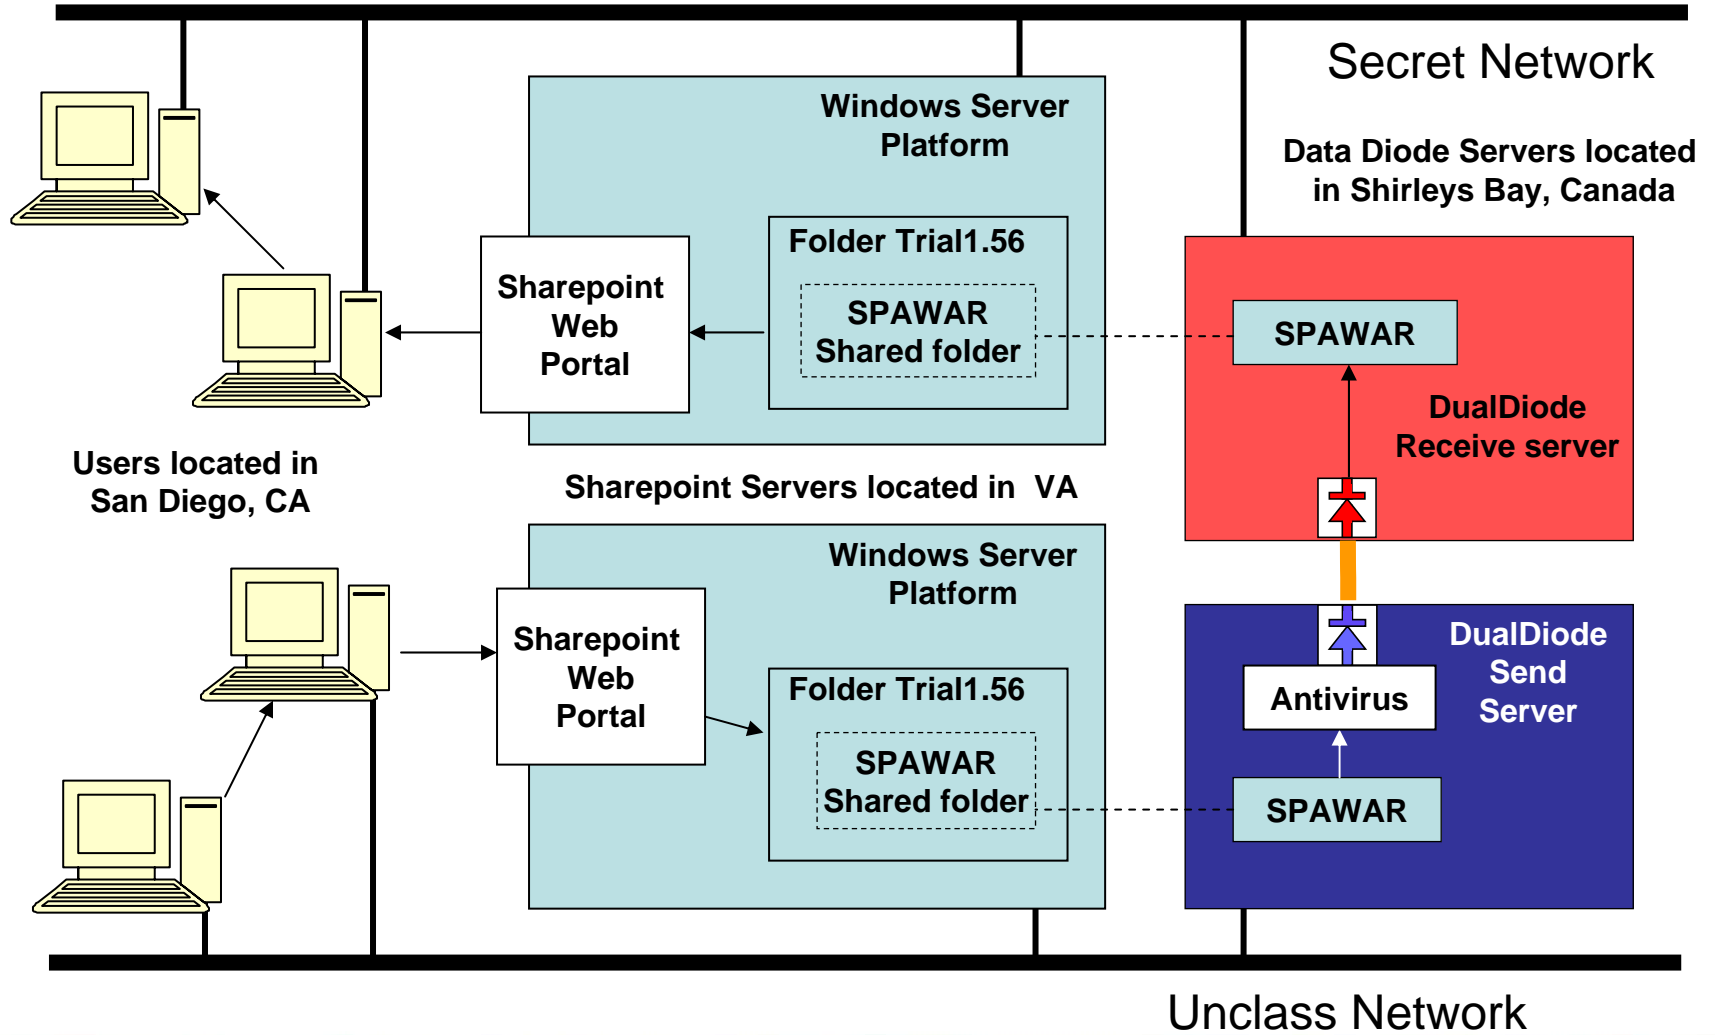 Secret Network
Windows Server
Platform
Data Diode Servers located
in Shirleys Bay, Canada
Folder Trial1.56
SPAWAR
Shared folder
Sharepoint
Web
Portal
SPAWAR
DualDiode
Receive server
Users located in
San Diego, CA
Sharepoint Servers located in VA
Windows Server
Platform
Sharepoint
Web
Portal
Folder Trial1.56
SPAWAR
Shared folder
DualDiode
Send
Server
Antivirus
SPAWAR
Unclass Network